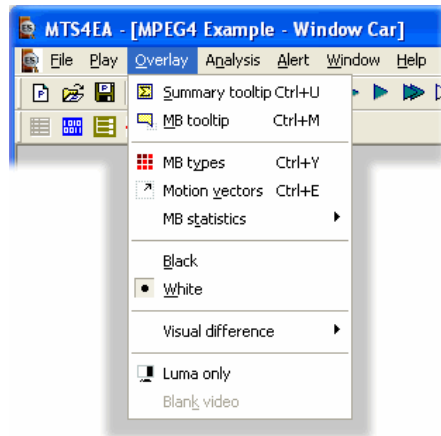 MTS4EA - [MPEG4 Example - Window Car]
File Play Overlay Analysis Alert Window Help
Summary tooltip Ctrl+U
MB tooltip Ctrl+M
MB types Ctrl+Y
Motion vectors Ctrl+E
MB statistics
Black
White
Visual difference
Luma only
Blank video